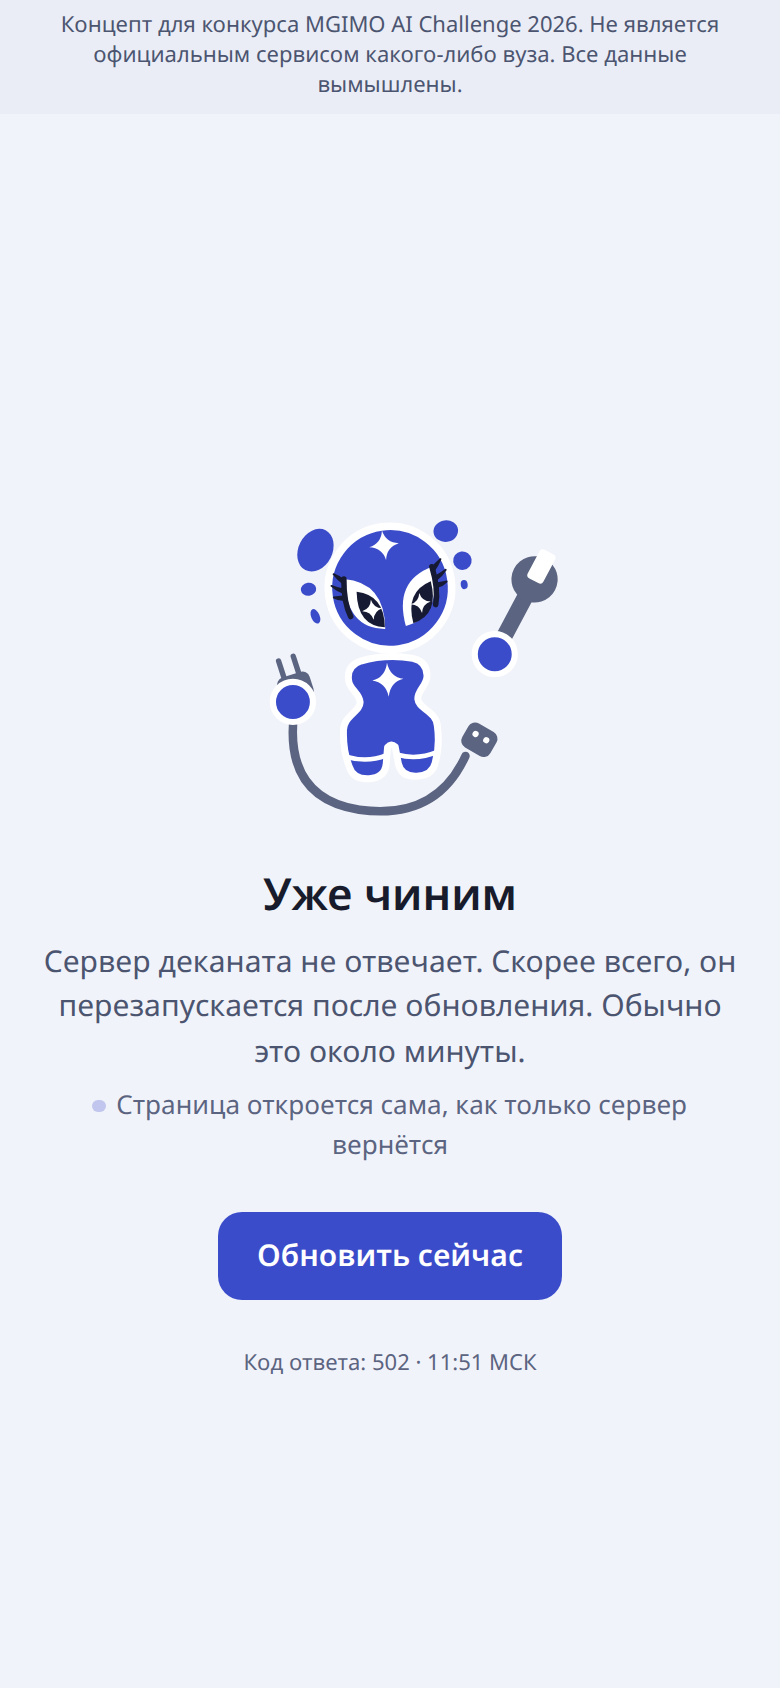 Концепт для конкурса MGIMO AI Challenge 2026. Не является
официальным сервисом какого-либо вуза. Все данные
вымышлены.
Уже чиним
Сервер деканата не отвечает. Скорее всего, он
перезапускается после обновления. Обычно
это около минуты.
Страница откроется сама, как только сервер
вернётся
Обновить сейчас
Код ответа: 502 · 11:51 МСК